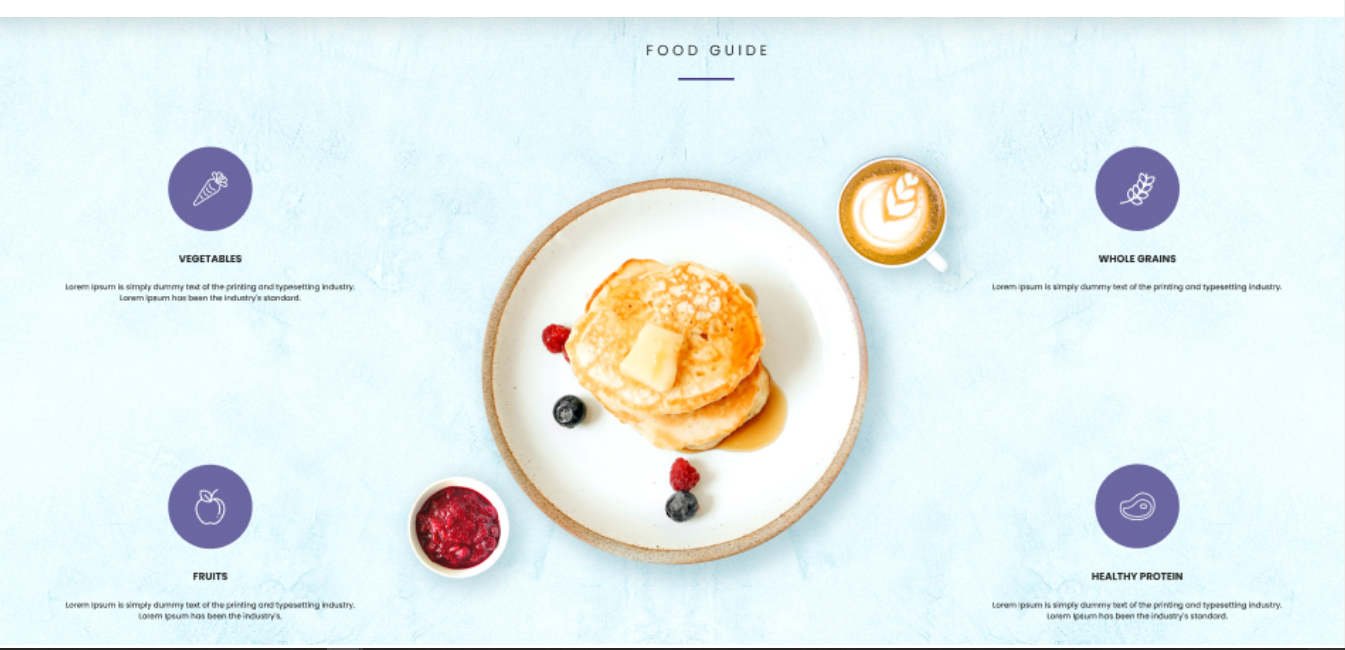 FOOD GUIDE
VEGETABLES
Lorem Ipsum is simply dummy text of the printing and typesetting industry.
Lorem Ipsum has been the industry's standard.
WHOLE GRAINS
Lorem Ipsum is simply dummy text of the printing and typesetting industry.
FRUITS
Lorem Ipsum is simply dummy text of the printing and typesetting industry.
Lorem Ipsum has been the industry's.
HEALTHY PROTEIN
Lorem Ipsum is simply dummy text of the printing and typesetting industry.
Lorem Ipsum has been the industry's standard.